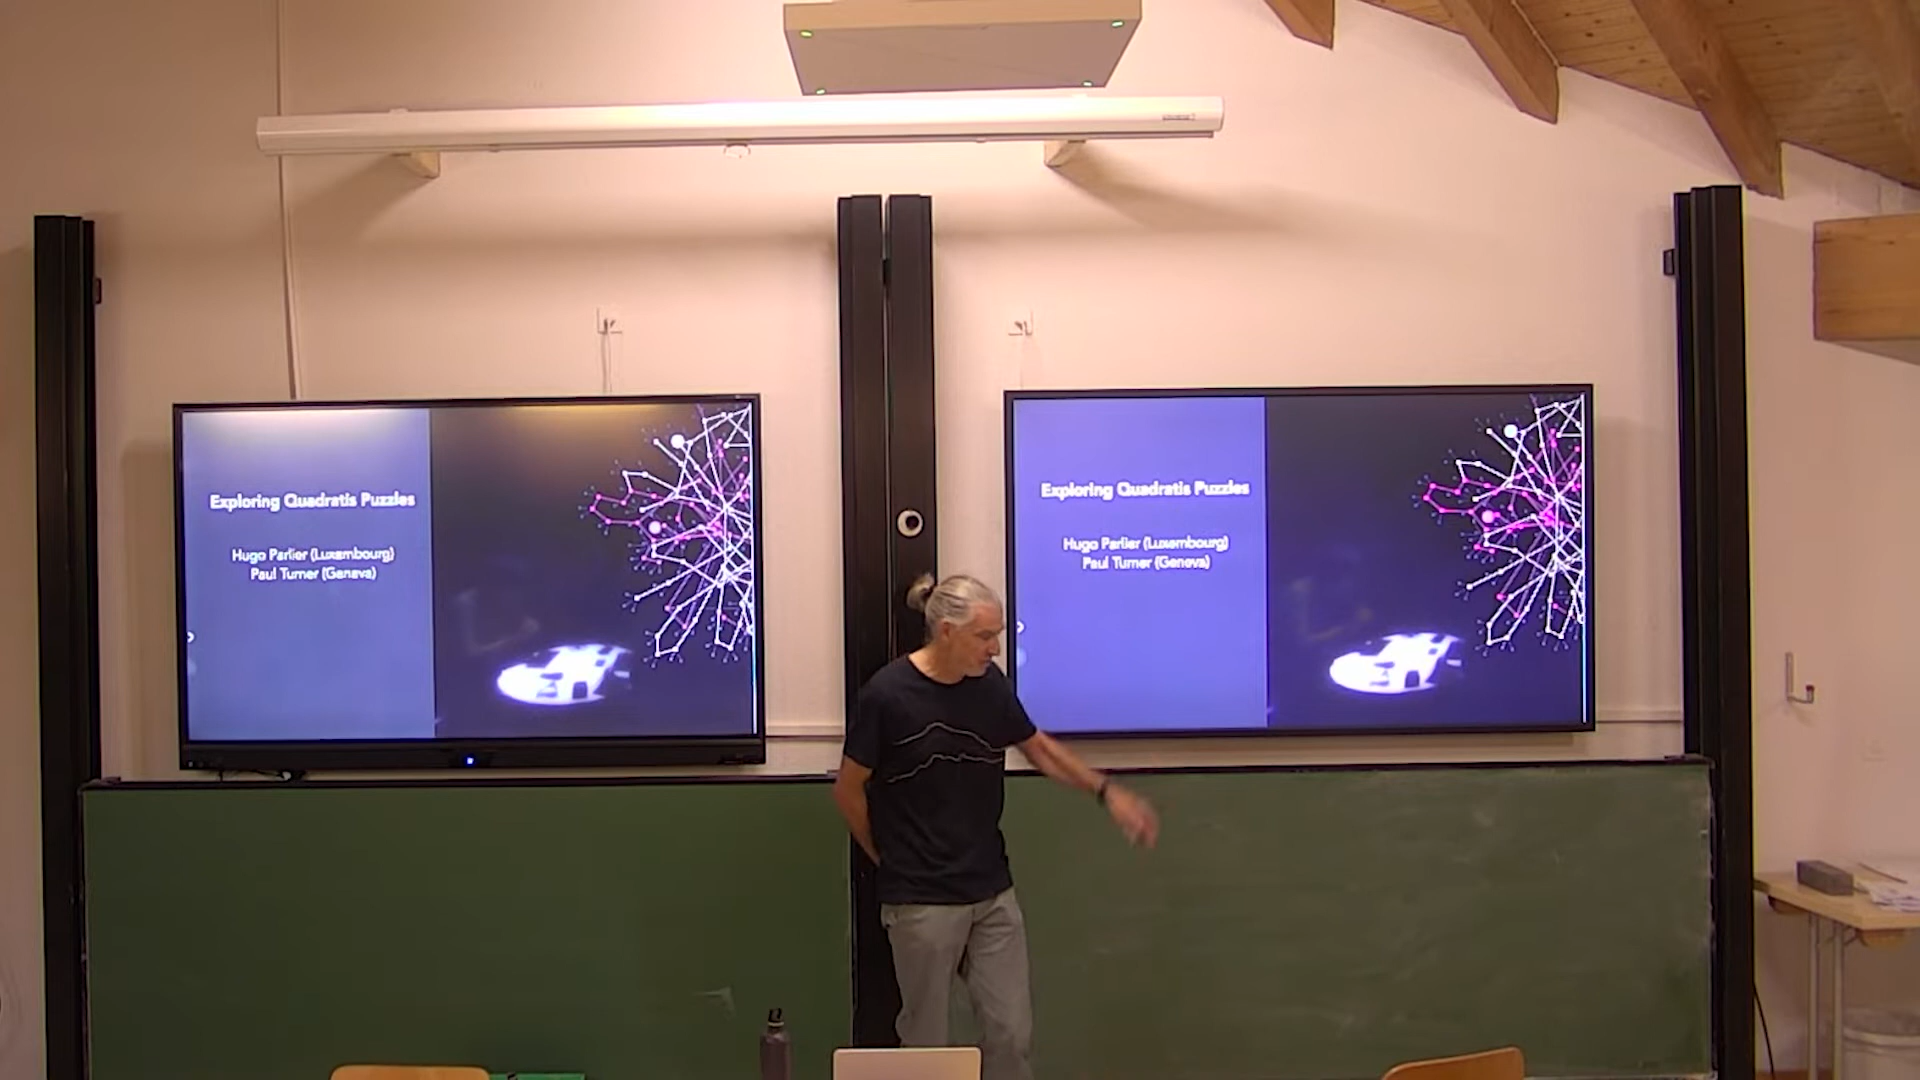 Exploring Quadratis Puzzles
Hugo Parlier (Luxembourg)
Paul Turner (Geneva)
Exploring Quadratis Puzzles
Hugo Parlier (Luxembourg)
Paul Turner (Geneva)